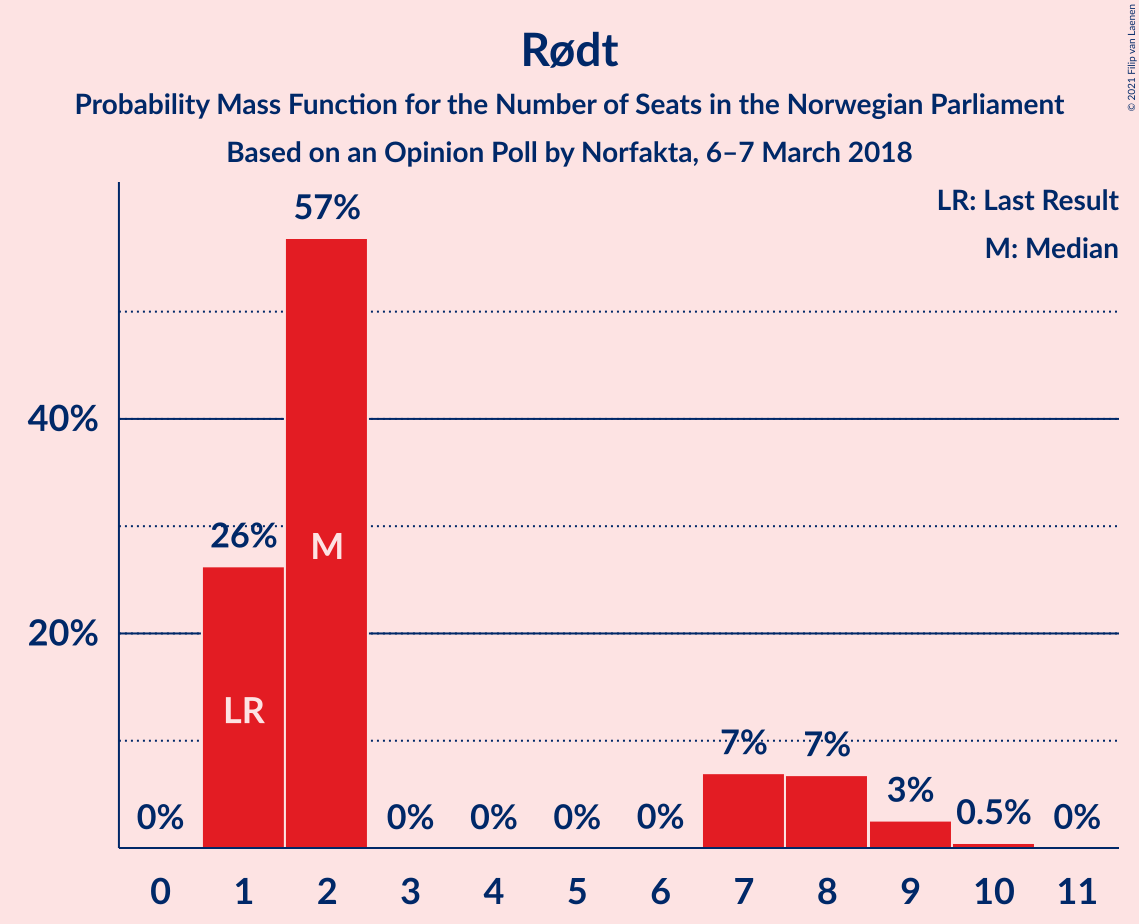 Rødt
Probability Mass Function for the Number of Seats in the Norwegian Parliament
Based on an Opinion Poll by Norfakta, 6–7 March 2018
© 2021 Filip van Laenen
LR: Last Result
M: Median
57%
40%
26%
M
20%
LR
7%
7%
3%
0.5%
0%
0%
0%
0%
0%
0%
0 1 2 3 4 5 6 7 8 9 10 11